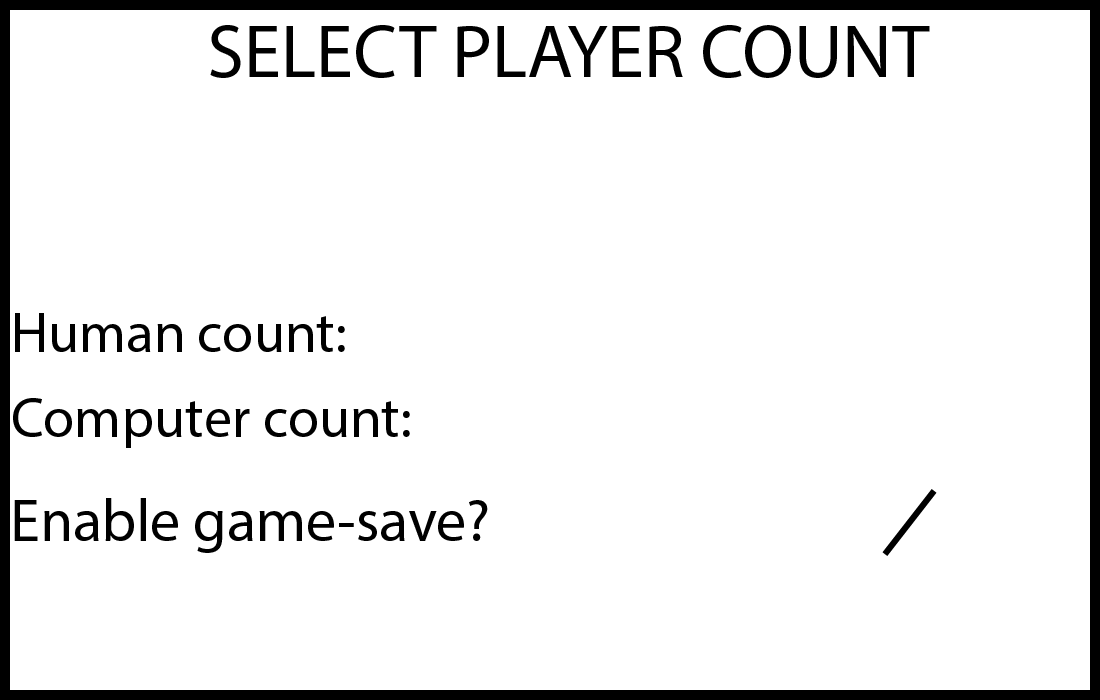 SELECT PLAYER COUNT
Human count:
Computer count:
Enable game-save? /